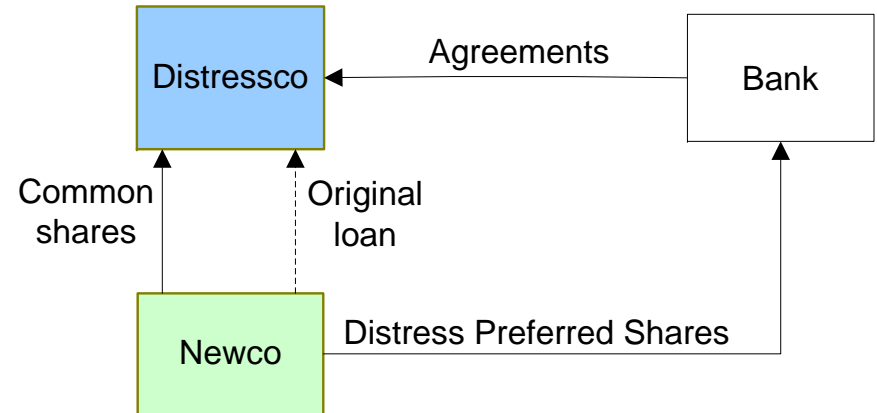 Distressco
Agreements
Bank
Common
shares
Original
loan
Newco
Distress Preferred Shares